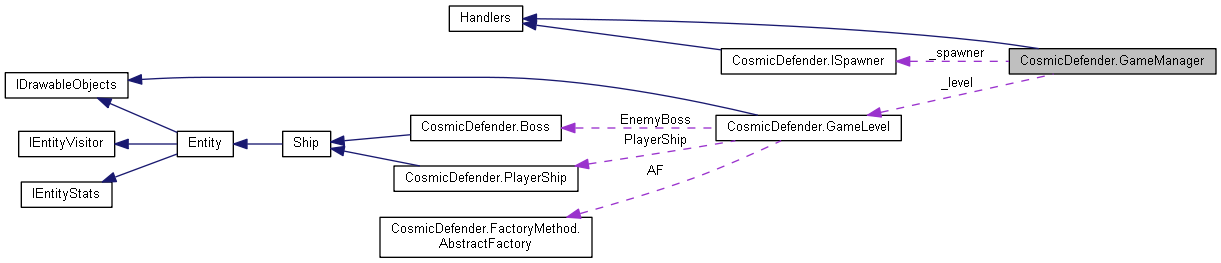 Handlers
_spawner
CosmicDefender.ISpawner
CosmicDefender.GameManager
IDrawableObjects
_level
EnemyBoss
CosmicDefender.Boss
CosmicDefender.GameLevel
IEntityVisitor
Entity
Ship
PlayerShip
CosmicDefender.PlayerShip
AF
IEntityStats
CosmicDefender.FactoryMethod.
AbstractFactory